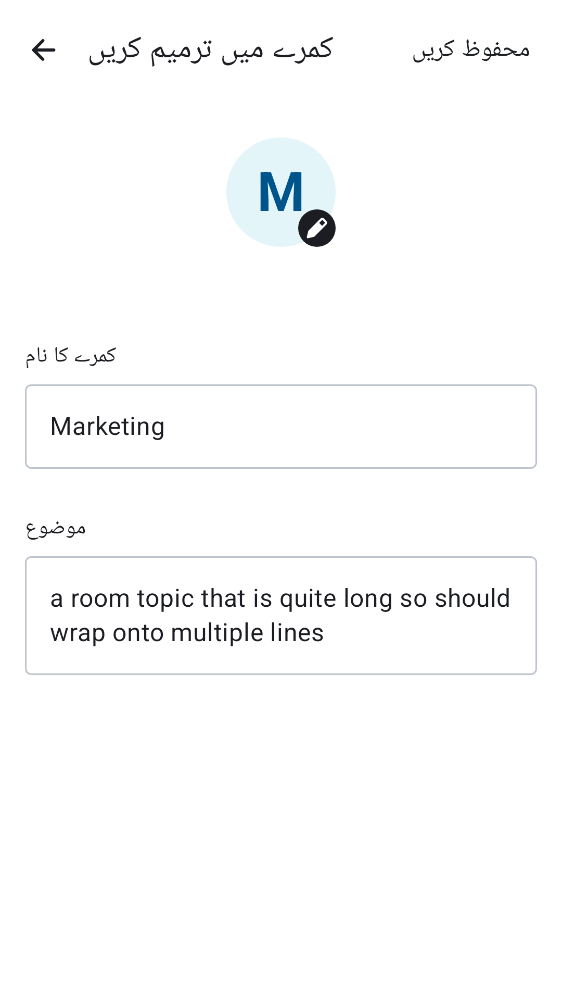 کمرے میں ترمیم کریں
محفوظ کریں
M
کمرے کا نام
Marketing
موضوع
a room topic that is quite long so should
wrap onto multiple lines